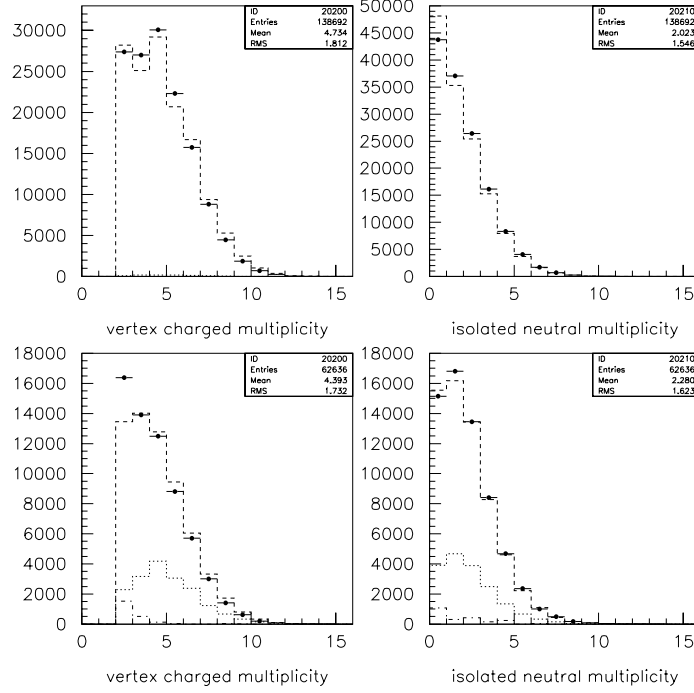 ID 20200
Entries 138692
Mean 4.734
RMS 1.812
30000
25000
20000
15000
10000
5000
0
0 5 10 15
vertex charged multiplicity
ID 20210
Entries 138692
Mean 2.023
RMS 1.546
50000
45000
40000
35000
30000
25000
20000
15000
10000
5000
0
0 5 10 15
isolated neutral multiplicity
ID 20200
Entries 62636
Mean 4.393
RMS 1.732
18000
16000
14000
12000
10000
8000
6000
4000
2000
0
0 5 10 15
vertex charged multiplicity
ID 20210
Entries 62636
Mean 2.280
RMS 1.623
18000
16000
14000
12000
10000
8000
6000
4000
2000
0
0 5 10 15
isolated neutral multiplicity